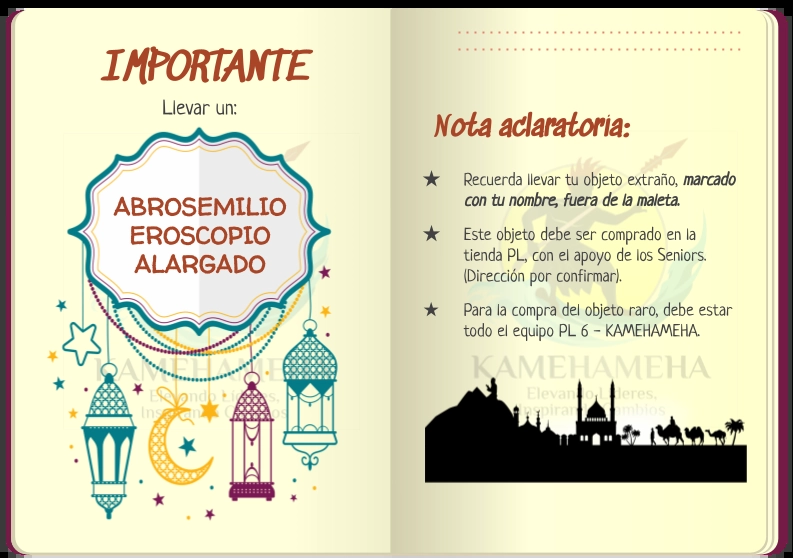 IMPORTANTE
Llevar un:
ABROSEMILIO
EROSCOPIO
ALARGADO
KAMEHAMEHA
Elevando Líderes,
Inspirando Cambios
Nota aclaratoria:
★ Recuerda llevar tu objeto extraño, marcado
con tu nombre, fuera de la maleta.
★ Este objeto debe ser comprado en la
tienda PL, con el apoyo de los Seniors.
(Dirección por confirmar).
★ Para la compra del objeto raro, debe estar
todo el equipo PL 6 - KAMEHAMEHA.
KAMEHAMEHA
Elevando Líderes,
Inspirando Cambios